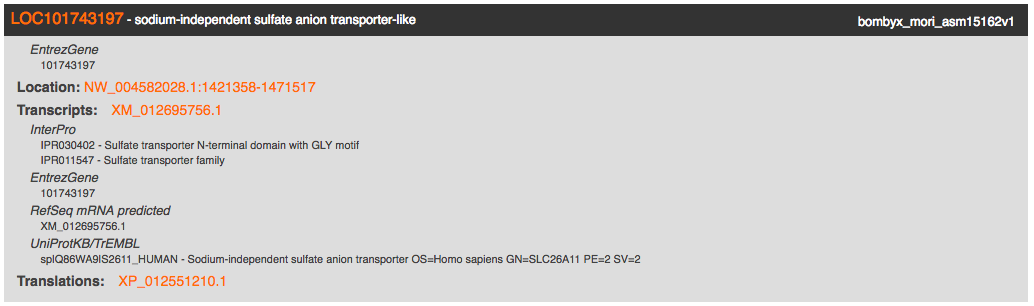 LOC101743197 - sodium-independent sulfate anion transporter-like bombyx_mori_asm15162v1
EntrezGene
101743197
Location: NW_004582028.1:1421358-1471517
Transcripts: XM_012695756.1
InterPro
IPR030402 - Sulfate transporter N-terminal domain with GLY motif
IPR011547 - Sulfate transporter family
EntrezGene
101743197
RefSeq mRNA predicted
XM_012695756.1
UniProtKB/TrEMBL
sp|Q86WA9|S2611_HUMAN - Sodium-independent sulfate anion transporter OS=Homo sapiens GN=SLC26A11 PE=2 SV=2
Translations: XP_012551210.1